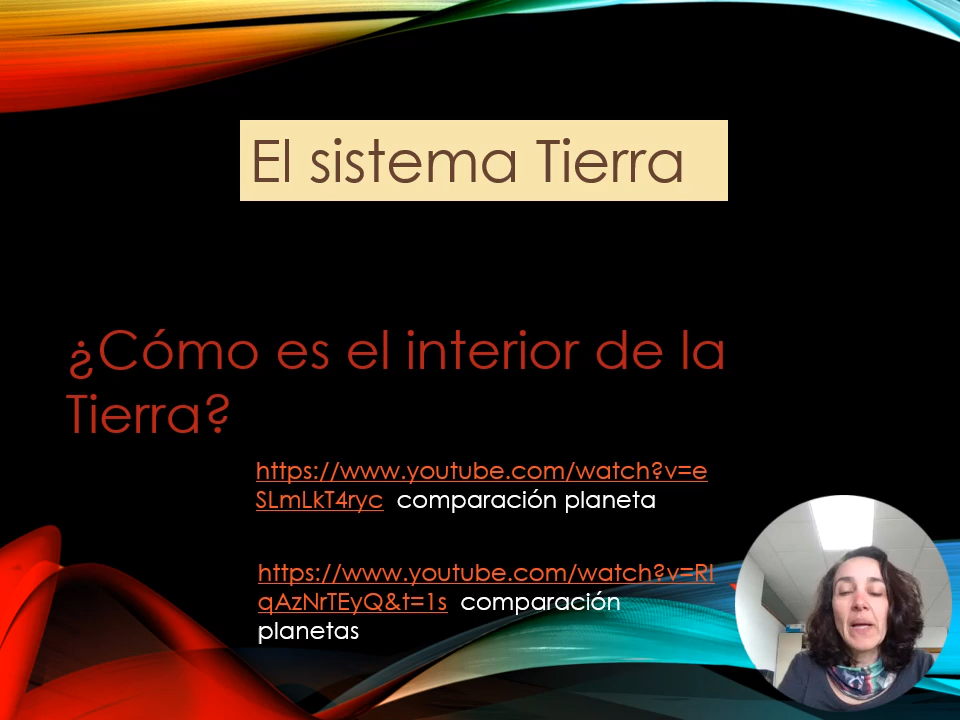 El sistema Tierra
¿Cómo es el interior de la
Tierra?
https://www.youtube.com/watch?v=e
SLmLkT4ryc comparación planeta
https://www.youtube.com/watch?v=RI
qAzNrTEyQ&t=1s comparación
planetas